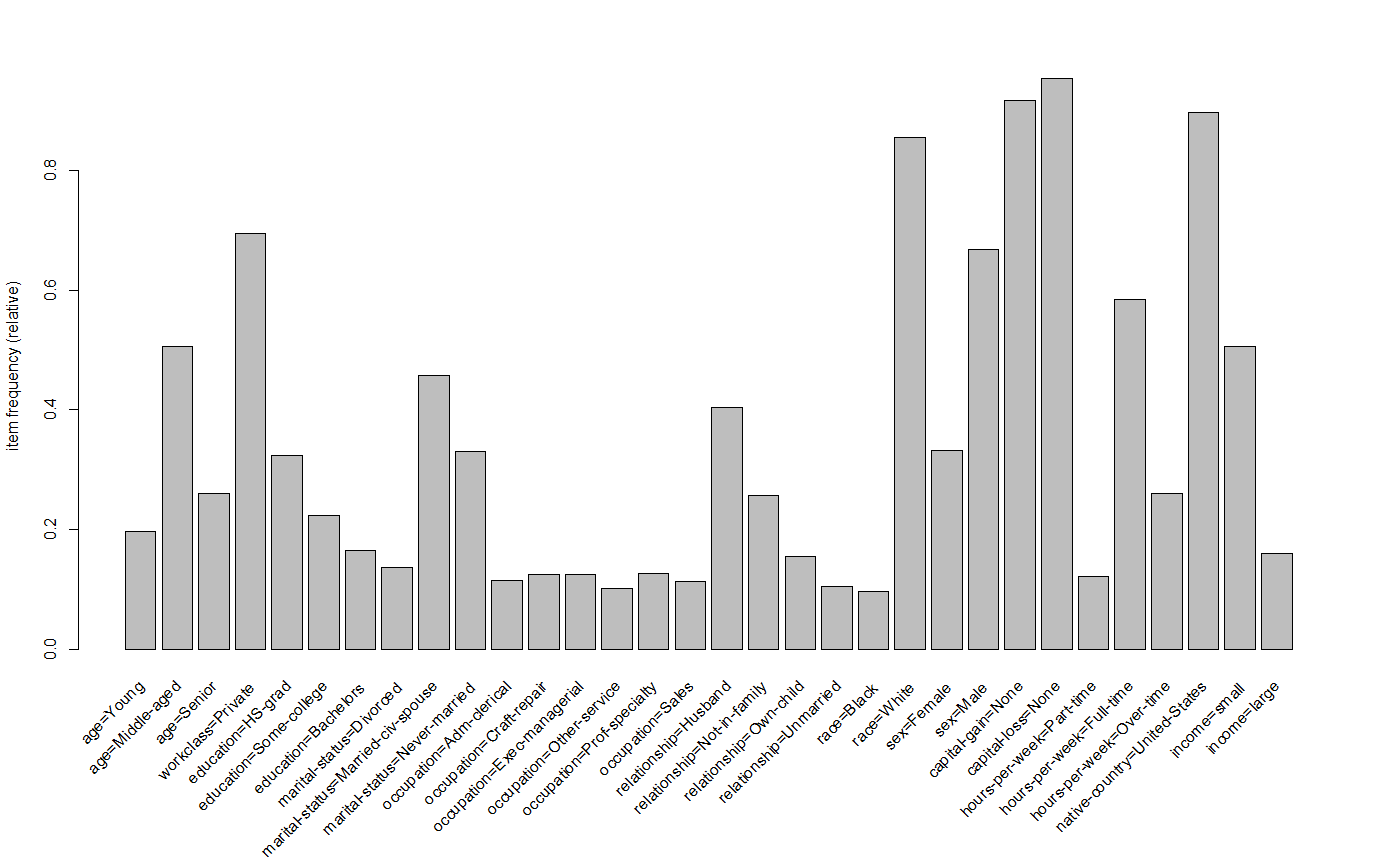 item frequency (relative)
0.0
0.2
0.4
0.6
0.8
age=Young
age=Middle-aged
age=Senior
workclass=Private
education=HS-grad
education=Some-college
education=Bachelors
marital-status=Divorced
marital-status=Married-civ-spouse
marital-status=Never-married
occupation=Adm-clerical
occupation=Craft-repair
occupation=Exec-managerial
occupation=Other-service
occupation=Prof-specialty
occupation=Sales
relationship=Husband
relationship=Not-in-family
relationship=Own-child
relationship=Unmarried
race=Black
race=White
sex=Female
sex=Male
capital-gain=None
capital-loss=None
hours-per-week=Part-time
hours-per-week=Full-time
hours-per-week=Over-time
native-country=United-States
income=small
income=large